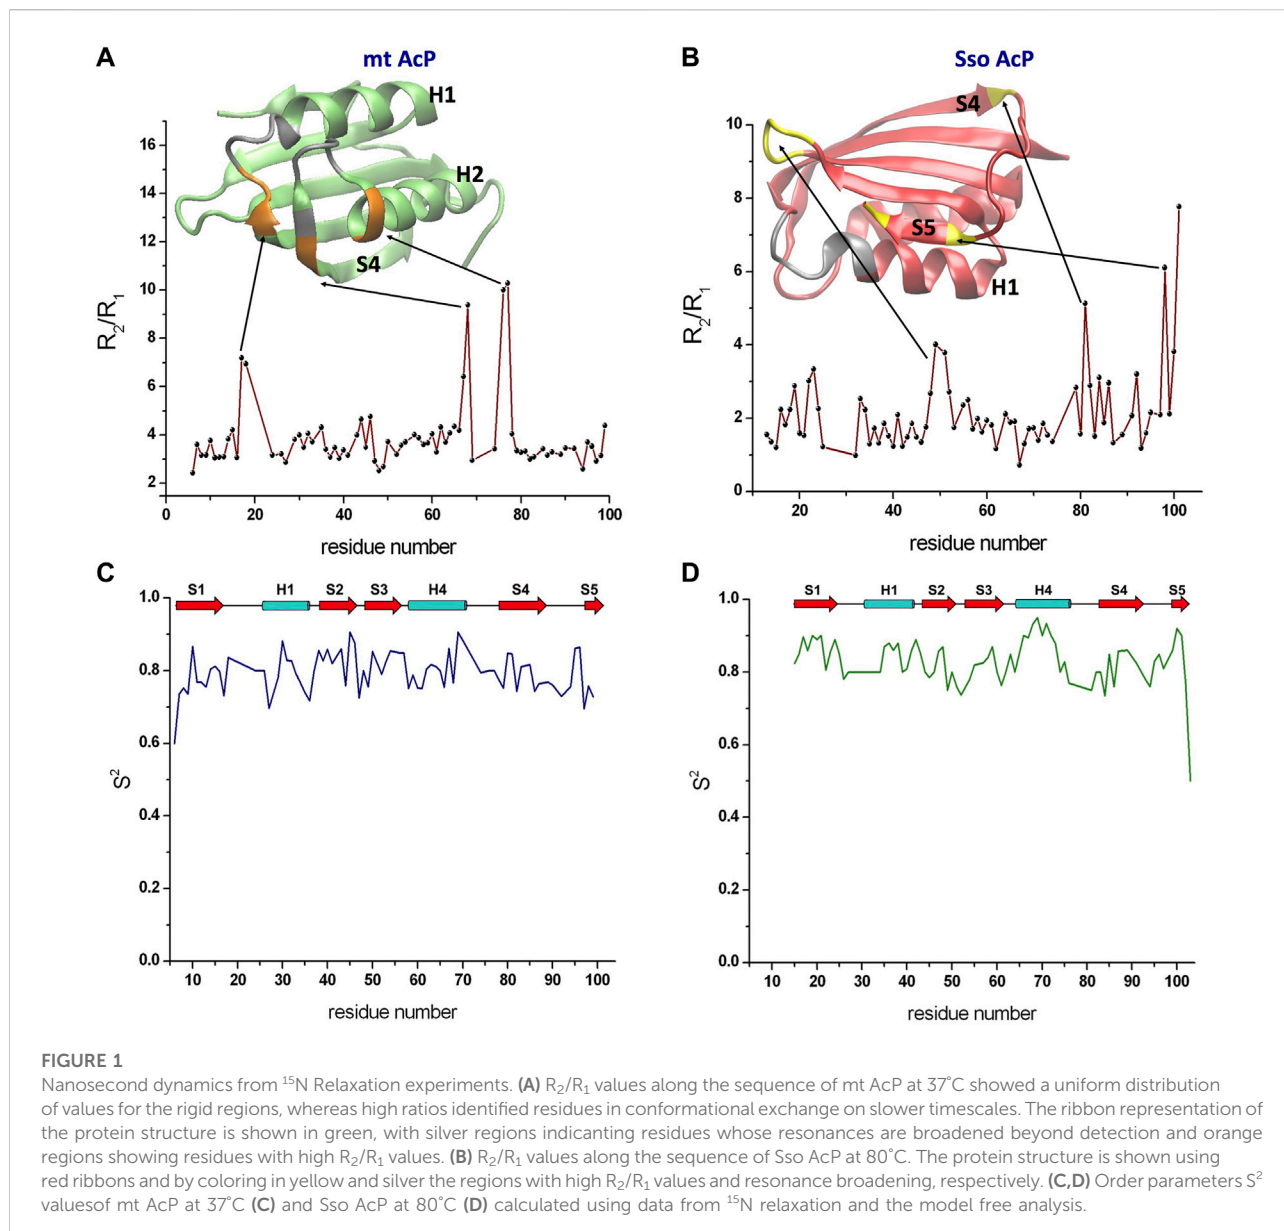 A
mt AcP
H1
H2
S4
R2/R1
17
16
14
12
10
8
6
4
2
0 20 40 60 80 100
residue number
B
Sso AcP
S4
S5
H1
R2/R1
10
8
6
4
2
0
20 40 60 80 100
residue number
C
S1 H1 S2 S3 H4 S4 S5
S²
1.0
0.8
0.6
0.4
0.2
0.0
10 20 30 40 50 60 70 80 90 100
residue number
D
S1 H1 S2 S3 H4 S4 S5
S²
1.0
0.8
0.6
0.4
0.2
0.0
10 20 30 40 50 60 70 80 90 100
residue number
FIGURE 1
Nanosecond dynamics from ¹⁵N Relaxation experiments. (A) R₂/R₁ values along the sequence of mt AcP at 37˚C showed a uniform distribution
of values for the rigid regions, whereas high ratios identified residues in conformational exchange on slower timescales. The ribbon representation of
the protein structure is shown in green, with silver regions indicanting residues whose resonances are broadened beyond detection and orange
regions showing residues with high R₂/R₁ values. (B) R₂/R₁ values along the sequence of Sso AcP at 80˚C. The protein structure is shown using
red ribbons and by coloring in yellow and silver the regions with high R₂/R₁ values and resonance broadening, respectively. (C,D) Order parameters S²
valuesof mt AcP at 37˚C (C) and Sso AcP at 80˚C (D) calculated using data from ¹⁵N relaxation and the model free analysis.